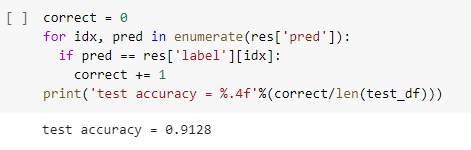 [ ] correct = 0
for idx, pred in enumerate(res['pred']):
  if pred == res['label'][idx]:
    correct += 1
print('test accuracy = %.4f'%(correct/len(test_df)))
test accuracy = 0.9128